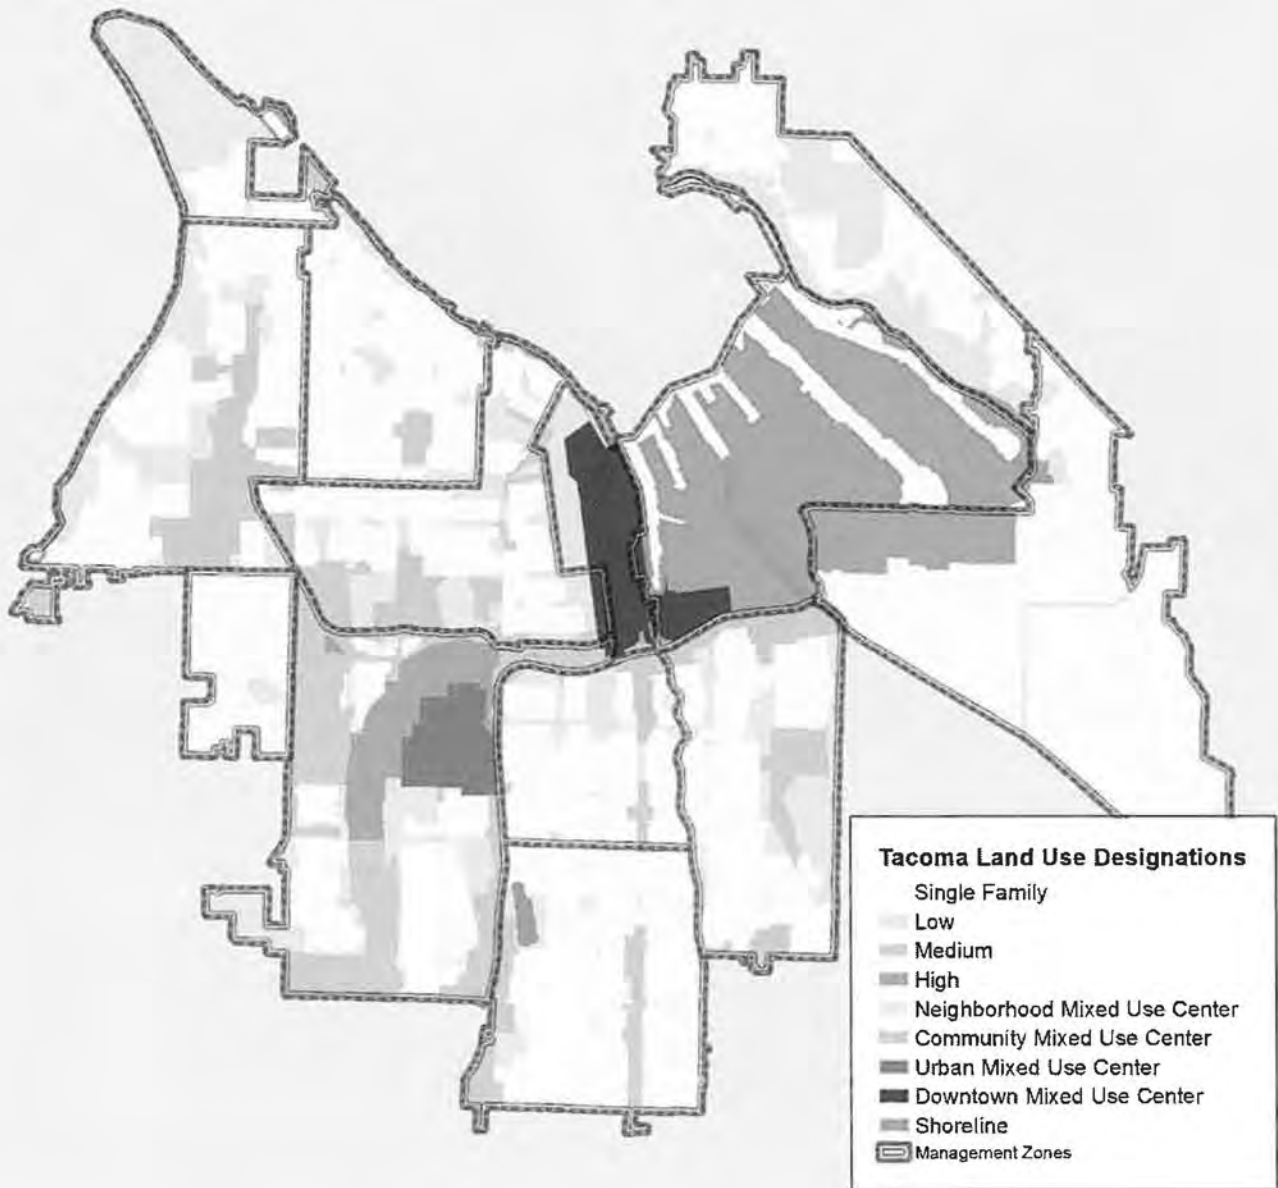 Tacoma Land Use Designations
Single Family
Low
Medium
High
Neighborhood Mixed Use Center
Community Mixed Use Center
Urban Mixed Use Center
Downtown Mixed Use Center
Shoreline
Management Zones